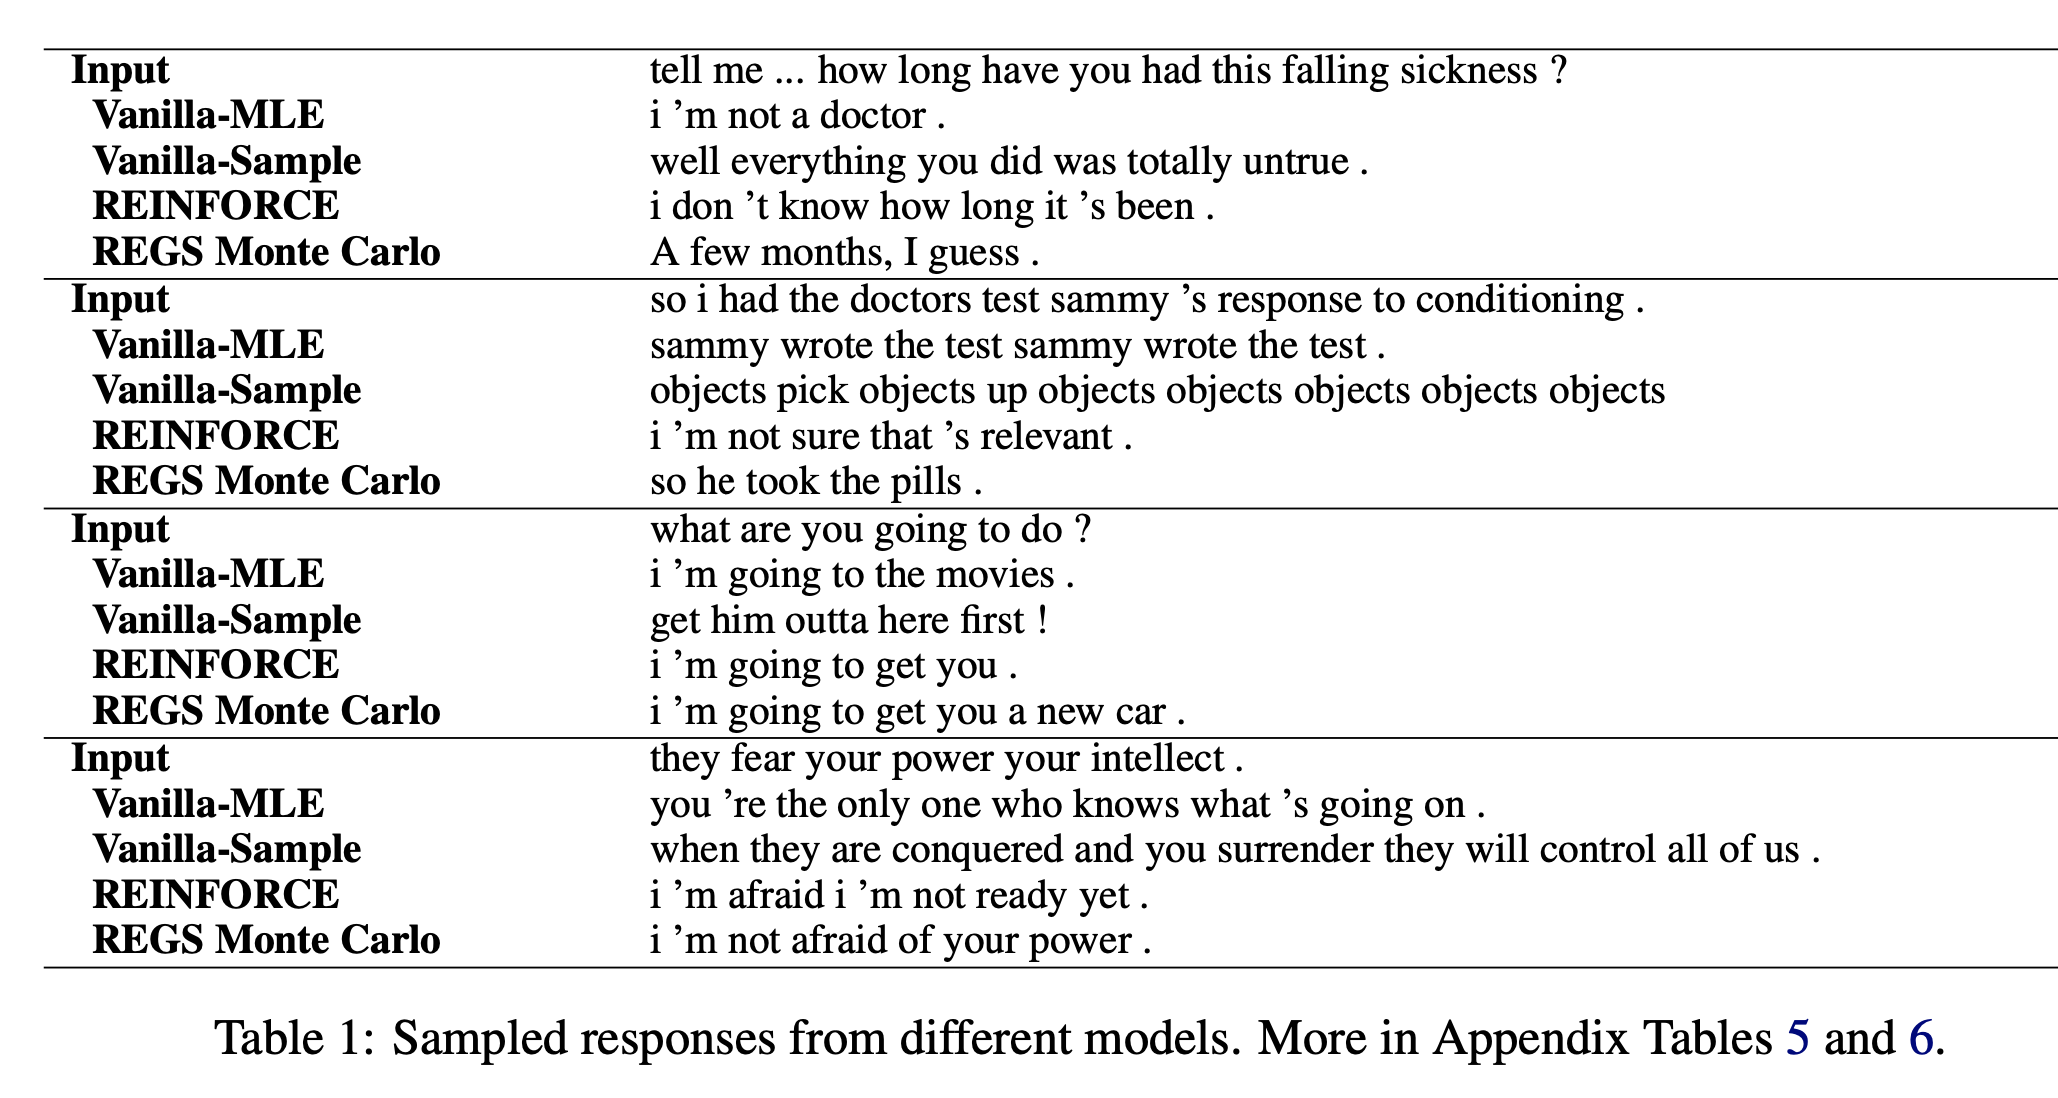 Input tell me ... how long have you had this falling sickness ?
Vanilla-MLE i ’m not a doctor .
Vanilla-Sample well everything you did was totally untrue .
REINFORCE i don ’t know how long it ’s been .
REGS Monte Carlo A few months, I guess .
Input so i had the doctors test sammy ’s response to conditioning .
Vanilla-MLE sammy wrote the test sammy wrote the test .
Vanilla-Sample objects pick objects up objects objects objects objects objects
REINFORCE i ’m not sure that ’s relevant .
REGS Monte Carlo so he took the pills .
Input what are you going to do ?
Vanilla-MLE i ’m going to the movies .
Vanilla-Sample get him outta here first !
REINFORCE i ’m going to get you .
REGS Monte Carlo i ’m going to get you a new car .
Input they fear your power your intellect .
Vanilla-MLE you ’re the only one who knows what ’s going on .
Vanilla-Sample when they are conquered and you surrender they will control all of us .
REINFORCE i ’m afraid i ’m not ready yet .
REGS Monte Carlo i ’m not afraid of your power .
Table 1: Sampled responses from different models. More in Appendix Tables 5 and 6.